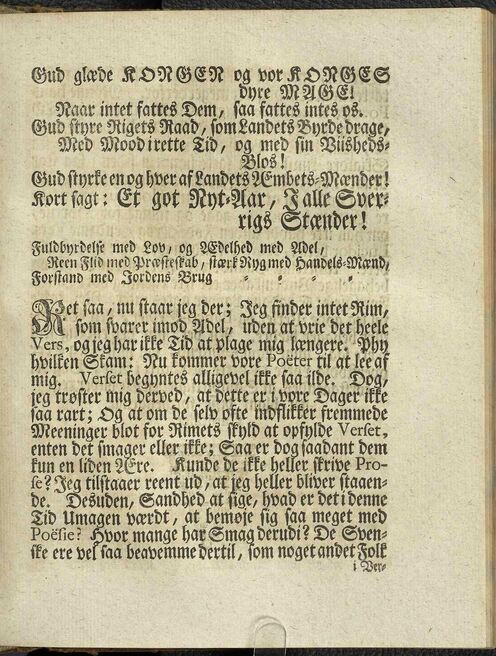 Gud glæde KONGEN og vor KONGES
dyre MAGE!
Naar intet fattes Dem, saa fattes intes os.
Gud styre Rigets Raad, som Landets Byrde drage,
Med Mood i rette Tid, og med sin Viisheds-
Blos!
Gud styrke en og hver af Landets Æmbets-Mænder!
Kort sagt: Et got Nyt-Aar, I alle Sver-
rigs Stænder!
Fuldbyrdelse med Lov, og Ædelhed med Adel,
Reen Flid med Præsteskab, stærk Ryg med Handels-Mænd,
Forstand med Jordens Brug - - - -
Ret saa, nu staar jeg der; Jeg finder intet Rim,
som svarer imod Adel, uden at vrie det heele
Vers, og jeg har ikke Tid at plage mig længere. Phy
hvilken Skam: Nu kommer vore Poëter til at lee af
mig. Verset begyntes alligevel ikke saa ilde. Dog,
jeg trøster mig derved, at dette er i vore Dager ikke
saa rart; Og at om de selv ofte indflikker fremmede
Meeninger blot for Rimets skyld at opfylde Verset,
enten det smager eller ikke; Saa er dog saadant dem
kun en liden Ære. Kunde de ikke heller skrive Pro-
se? Jeg tilstaaer reent ud, at jeg heller bliver staaen-
de. Desuden, Sandhed at sige, hvad er det i denne
Tid Umagen værdt, at bemøje sig saa meget med
Poësie? Hvor mange har Smag derudi? De Sven-
ske ere vel saa beqvemme dertil, som noget andet Folk
i Ver-